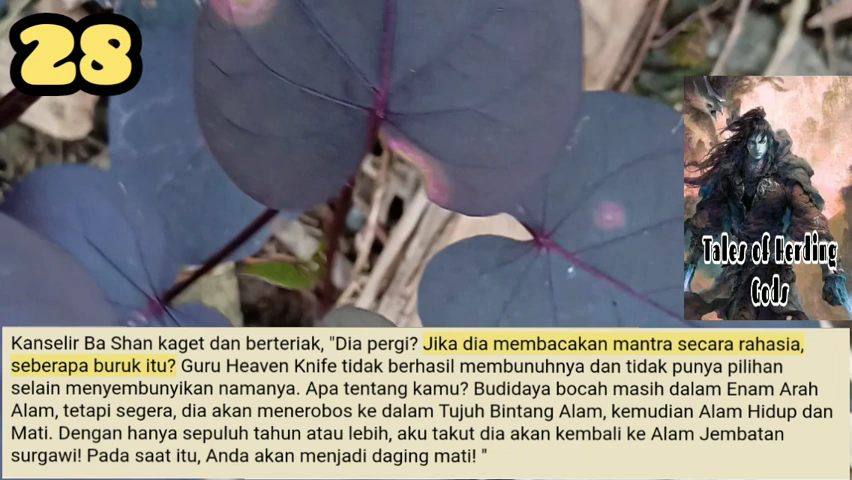 28
Tales of Herding
Gods
Kanselir Ba Shan kaget dan berteriak, "Dia pergi? Jika dia membacakan mantra secara rahasia,
seberapa buruk itu? Guru Heaven Knife tidak berhasil membunuhnya dan tidak punya pilihan
selain menyembunyikan namanya. Apa tentang kamu? Budidaya bocah masih dalam Enam Arah
Alam, tetapi segera, dia akan menerobos ke dalam Tujuh Bintang Alam, kemudian Alam Hidup dan
Mati. Dengan hanya sepuluh tahun atau lebih, aku takut dia akan kembali ke Alam Jembatan
surgawi! Pada saat itu, Anda akan menjadi daging mati! "